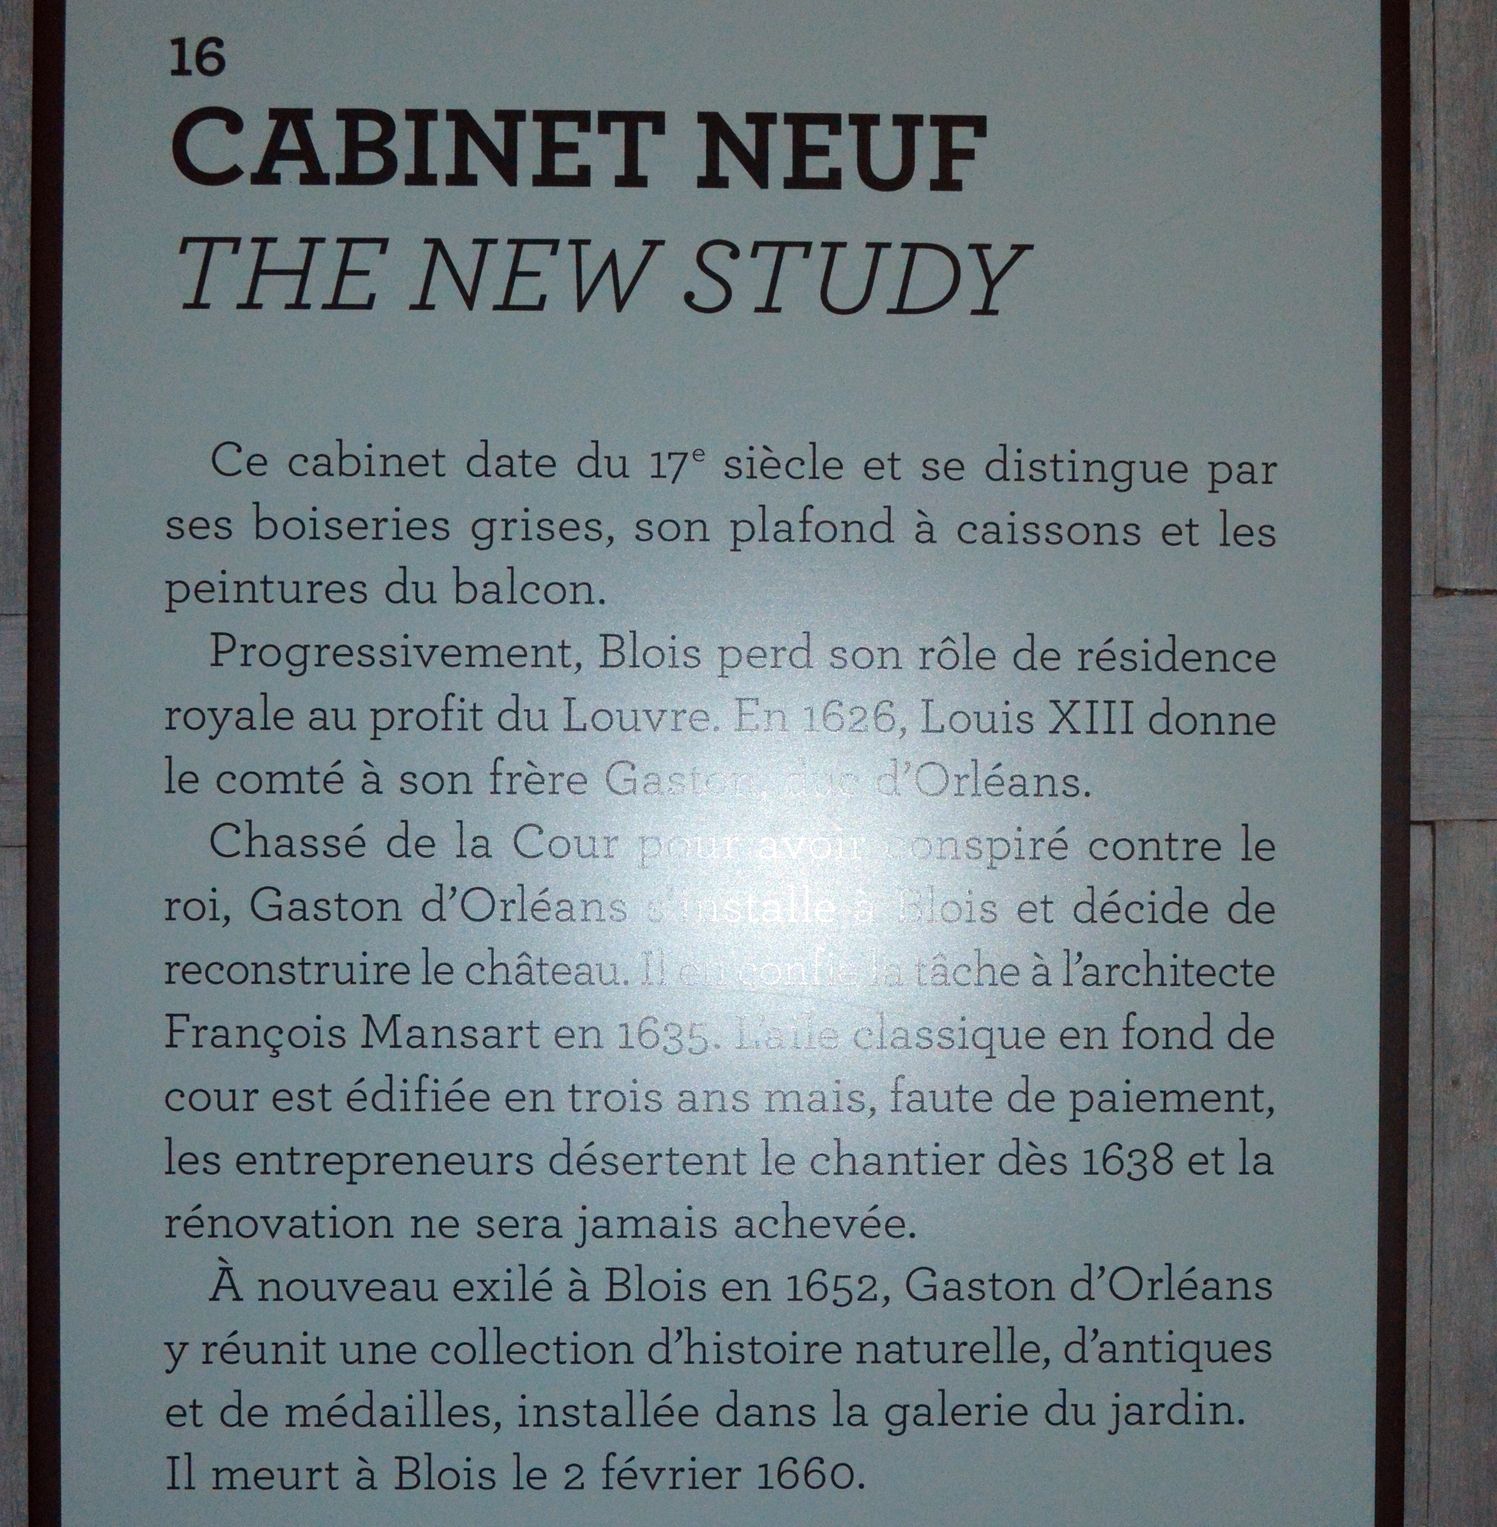 16
CABINET NEUF
THE NEW STUDY
Ce cabinet date du 17e siècle et se distingue par
ses boiseries grises, son plafond à caissons et les
peintures du balcon.
Progressivement, Blois perd son rôle de résidence
royale au profit du Louvre. En 1626, Louis XIII donne
le comté à son frère Gaston, duc d’Orléans.
Chassé de la Cour pour avoir conspiré contre le
roi, Gaston d’Orléans s’installe à Blois et décide de
reconstruire le château. Il en confie la tâche à l’architecte
François Mansart en 1635. L’aile classique en fond de
cour est édifiée en trois ans mais, faute de paiement,
les entrepreneurs désertent le chantier dès 1638 et la
rénovation ne sera jamais achevée.
À nouveau exilé à Blois en 1652, Gaston d’Orléans
y réunit une collection d’histoire naturelle, d’antiques
et de médailles, installée dans la galerie du jardin.
Il meurt à Blois le 2 février 1660.